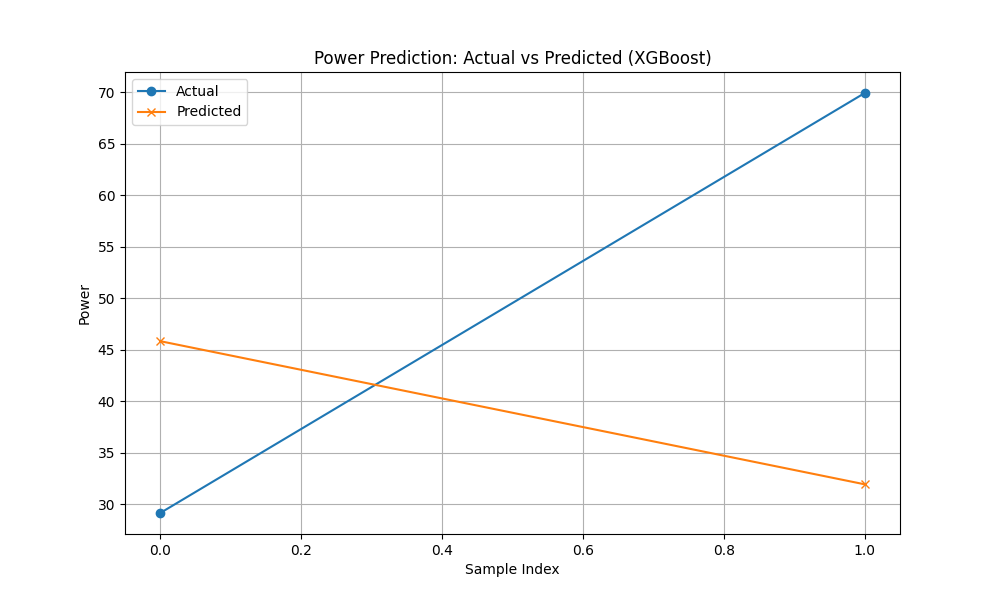 Power Prediction: Actual vs Predicted (XGBoost)
Actual
Predicted
70
65
60
55
50
45
40
35
30
Power
0.0 0.2 0.4 0.6 0.8 1.0
Sample Index